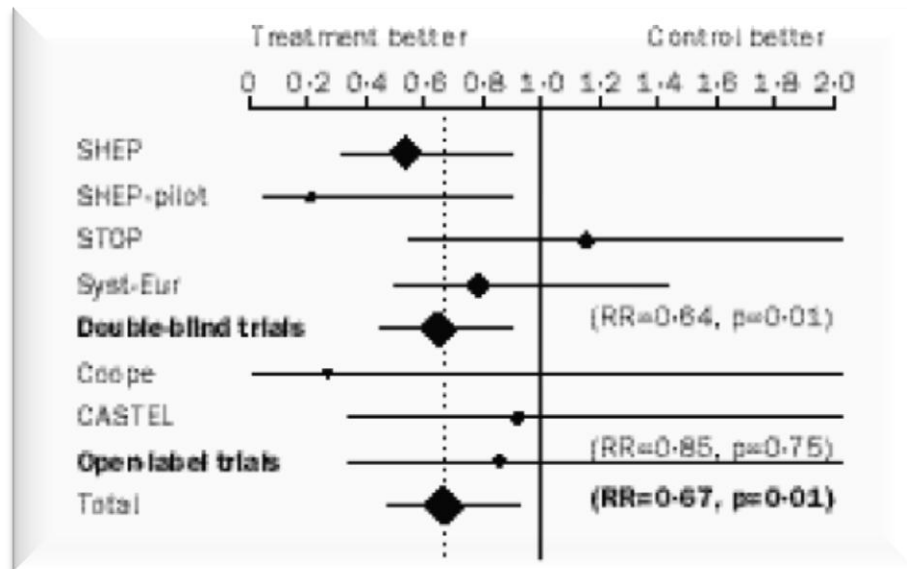 Treatment better Control better
0 0·2 0·4 0·6 0·8 1·0 1·2 1·4 1·6 1·8 2·0
SHEP
SHEP-pilot
STOP
Syst-Eur
(RR=0·64, p=0·01)
Double-blind trials
Coope
CASTEL
(RR=0·85, p=0·75)
Open-label trials
Total (RR=0·67, p=0·01)